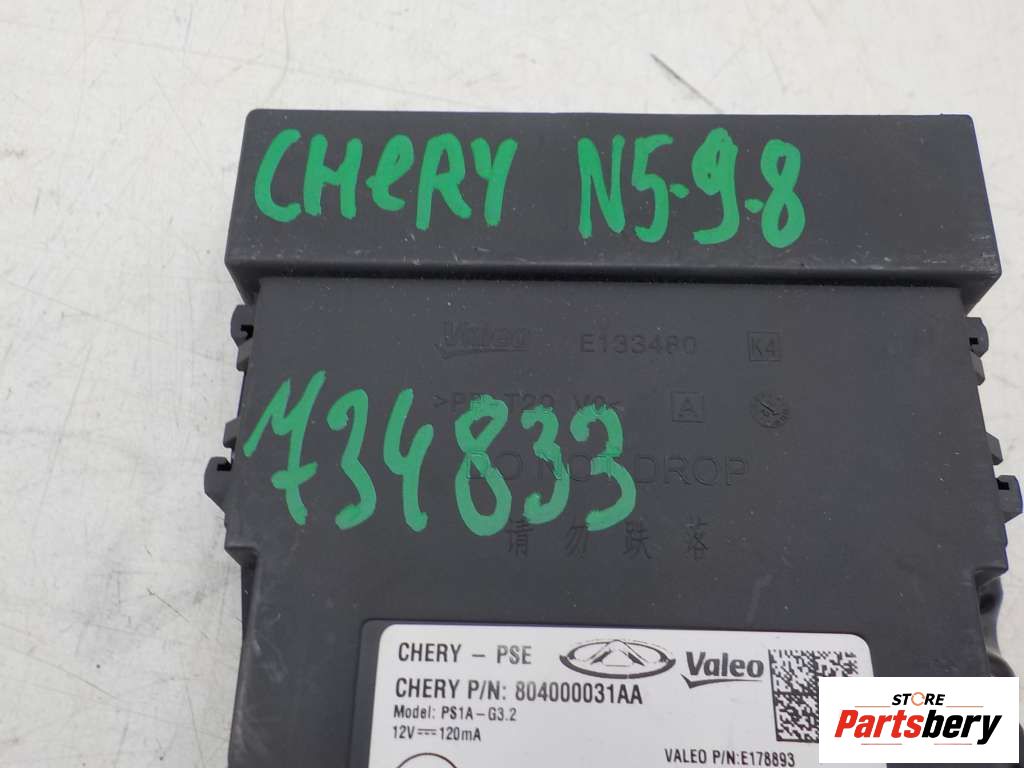 CHERY N5.9.8
Valeo E133480 K4
A
734833
DO NOT DROP
请勿跌落
CHERY - PSE
Valeo
CHERY P/N: 804000031AA
Model: PS1A-G3.2
12V⎓120mA
VALEO P/N:E178893
STORE
Partsbery